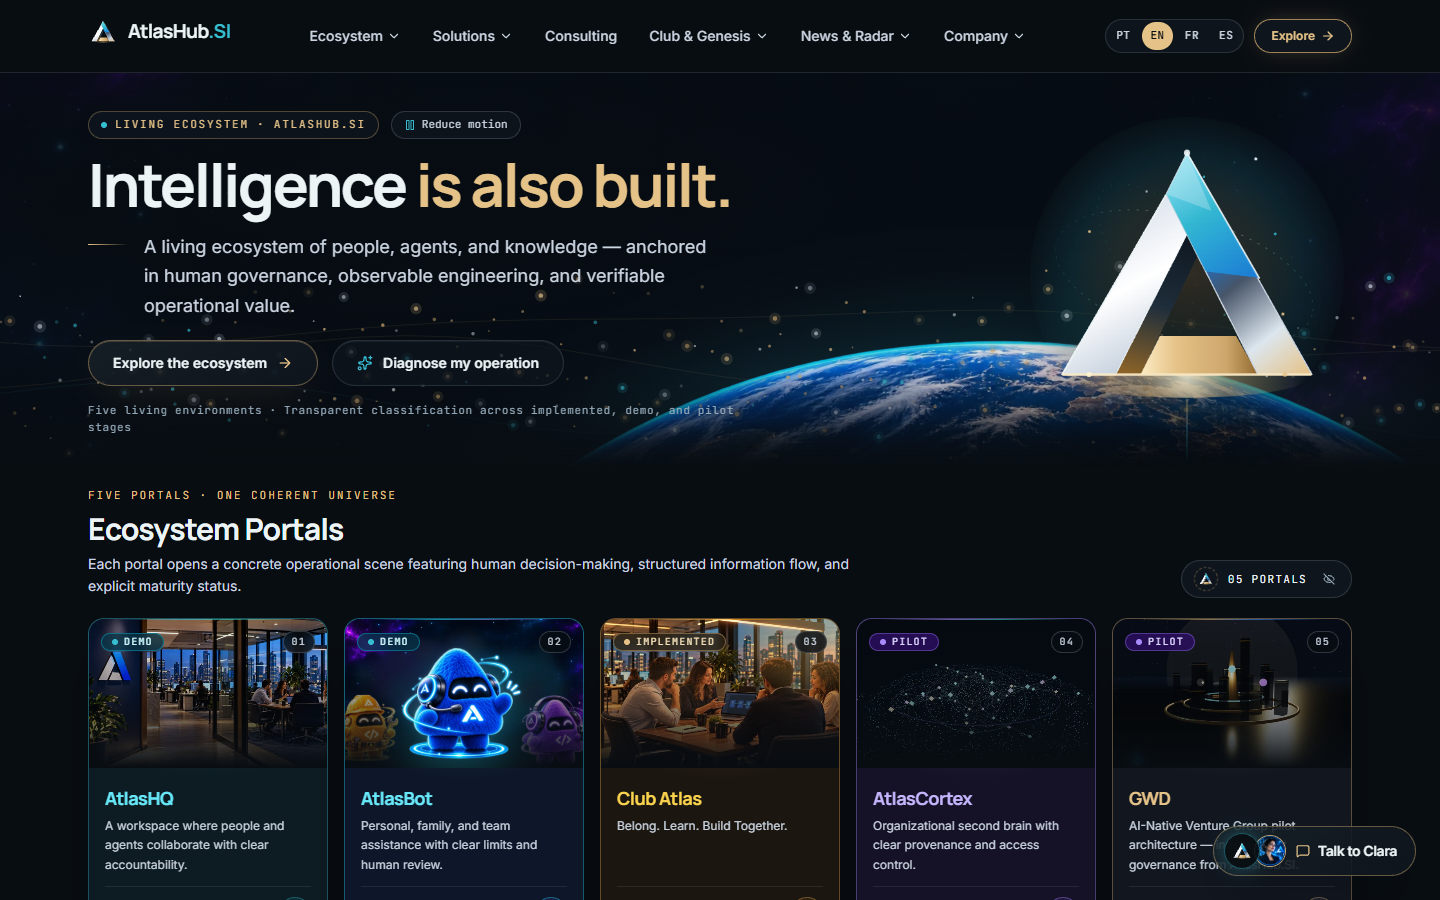 AtlasHub.SI
Ecosystem
Solutions
Consulting
Club & Genesis
News & Radar
Company
PT EN FR ES
Explore →
LIVING ECOSYSTEM · ATLASHUB.SI
Reduce motion
Intelligence is also built.
A living ecosystem of people, agents, and knowledge — anchored
in human governance, observable engineering, and verifiable
operational value.
Explore the ecosystem →
Diagnose my operation
Five living environments · Transparent classification across implemented, demo, and pilot
stages
FIVE PORTALS · ONE COHERENT UNIVERSE
Ecosystem Portals
Each portal opens a concrete operational scene featuring human decision-making, structured information flow, and
explicit maturity status.
05 PORTALS
DEMO 01
AtlasHQ
A workspace where people and
agents collaborate with clear
accountability.
DEMO 02
AtlasBot
Personal, family, and team
assistance with clear limits and
human review.
IMPLEMENTED 03
Club Atlas
Belong. Learn. Build Together.
PILOT 04
AtlasCortex
Organizational second brain with
clear provenance and access
control.
PILOT 05
GWD
AI-Native Venture Group pilot
architecture —
governance from
Talk to Clara